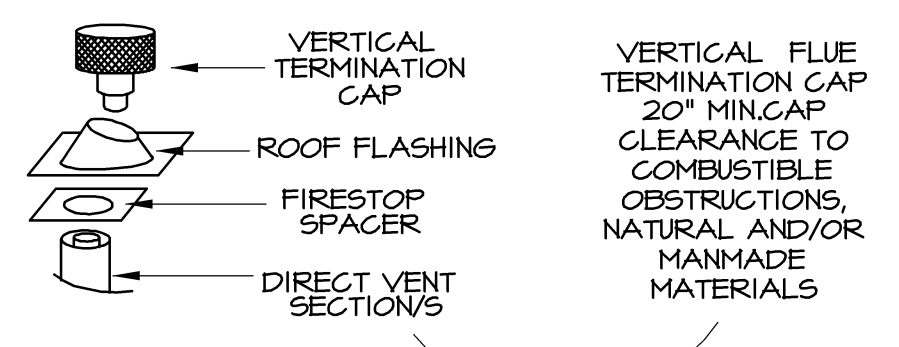 VERTICAL
TERMINATION
CAP
ROOF FLASHING
FIRESTOP
SPACER
DIRECT VENT
SECTION/S
VERTICAL FLUE
TERMINATION CAP
20" MIN.CAP
CLEARANCE TO
COMBUSTIBLE
OBSTRUCTIONS,
NATURAL AND/OR
MANMADE
MATERIALS